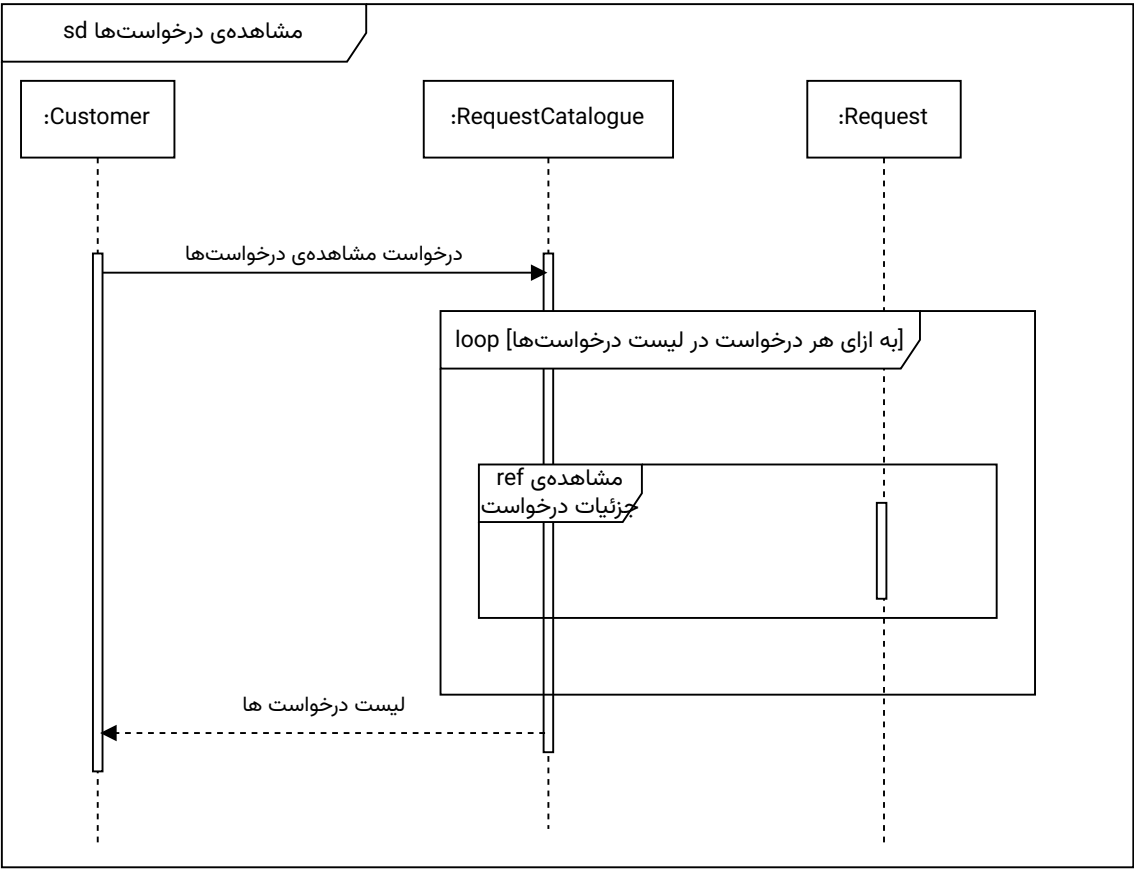 sd مشاهده‌ی درخواست‌ها
:Customer
:RequestCatalogue
:Request
درخواست مشاهده‌ی درخواست‌ها
loop [به ازای هر درخواست در لیست درخواست‌ها]
ref مشاهده‌ی
جزئیات درخواست
لیست درخواست ها